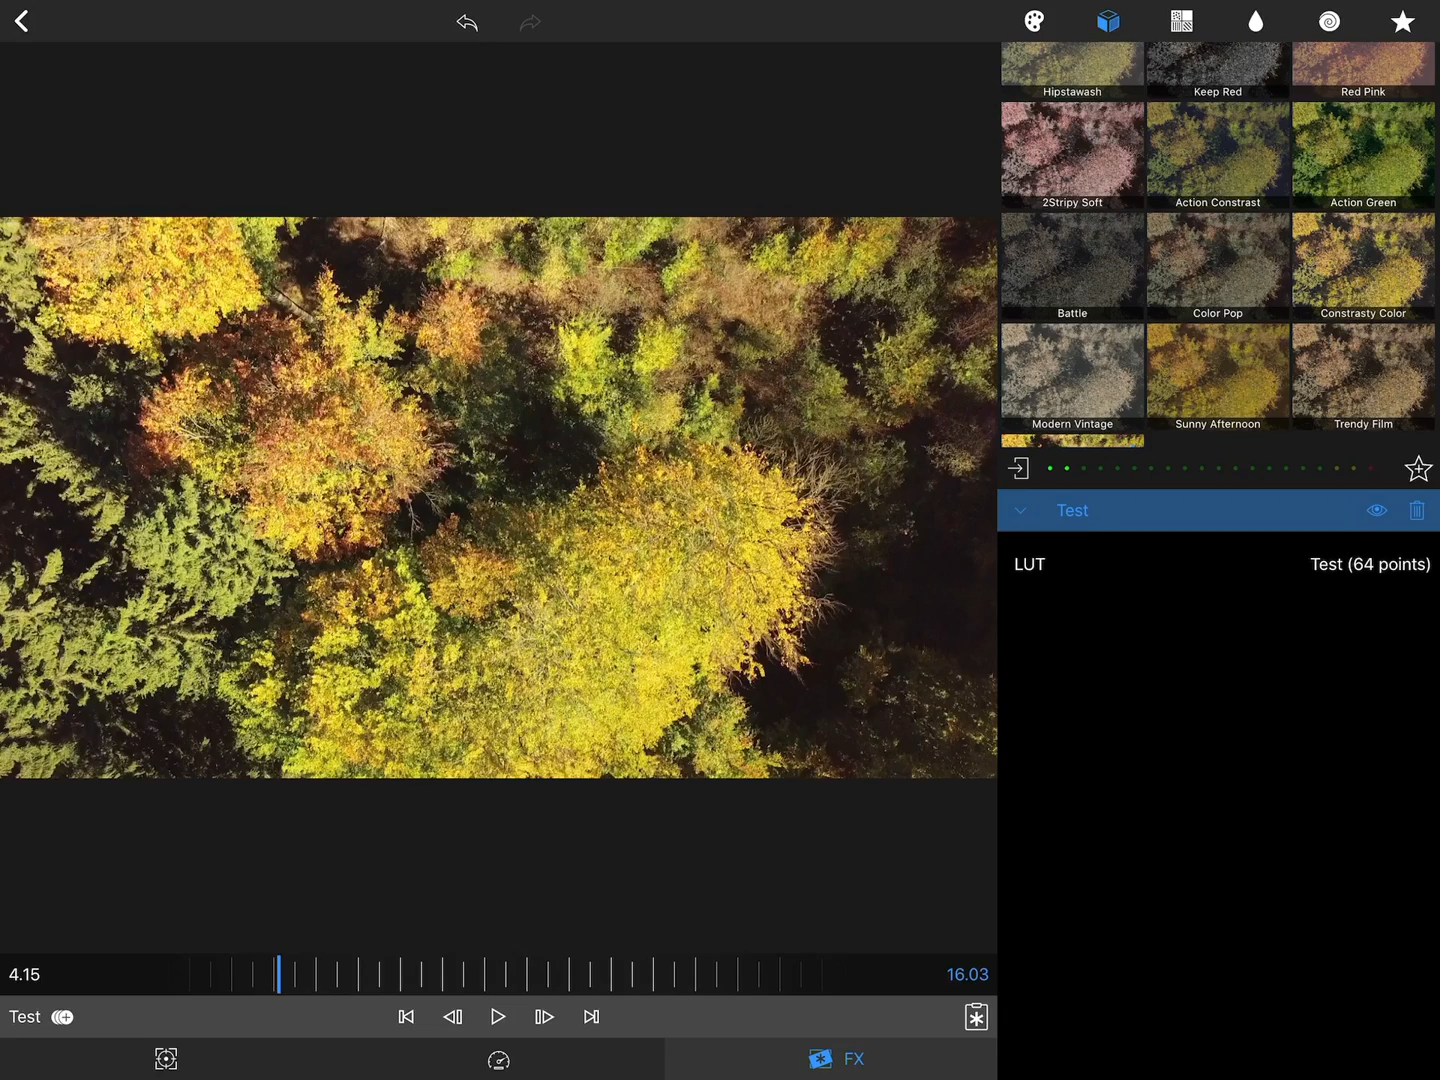 Hipstawash
Keep Red
Red Pink
2Stripy Soft
Action Constrast
Action Green
Battle
Color Pop
Constrasty Color
Modern Vintage
Sunny Afternoon
Trendy Film
Test
LUT
Test (64 points)
4.15
16.03
Test
FX